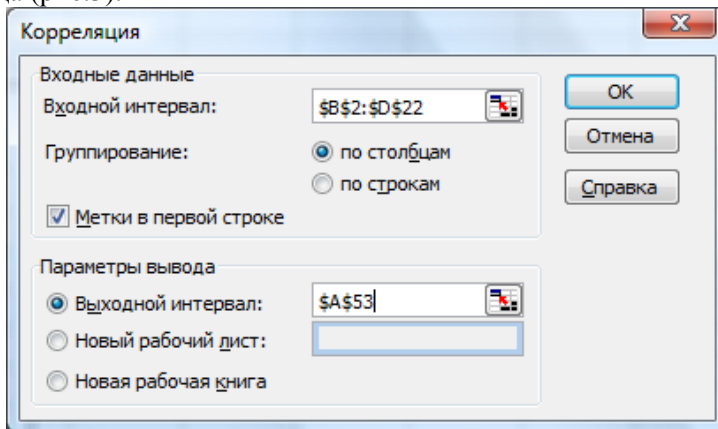 Корреляция
Входные данные
Входной интервал: $B$2:$D$22
Группирование: по столбцам
по строкам
Метки в первой строке
Параметры вывода
Выходной интервал: $A$53
Новый рабочий лист:
Новая рабочая книга
OK
Отмена
Справка